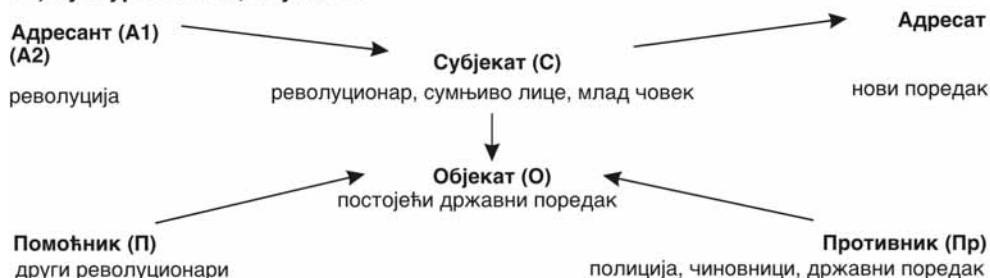 Адресант (А1)
(А2)
Адресат
Субјекат (С)
револуција
револуционар, сумњиво лице, млад човек
нови поредак
Објекат (О)
постојећи државни поредак
Помоћник (П)
Противник (Пр)
други револуционари
полиција, чиновници, државни поредак